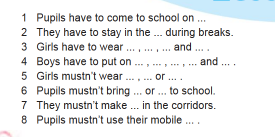 1 Pupils have to come to school on ...
2 They have to stay in the ... during breaks.
3 Girls have to wear ... , ... , ... and ... .
4 Boys have to put on ... , ... , ... , ... and ... .
5 Girls mustn't wear ... , ... or ... .
6 Pupils mustn't bring ... or ... to school.
7 They mustn't make ... in the corridors.
8 Pupils mustn't use their mobile ... .